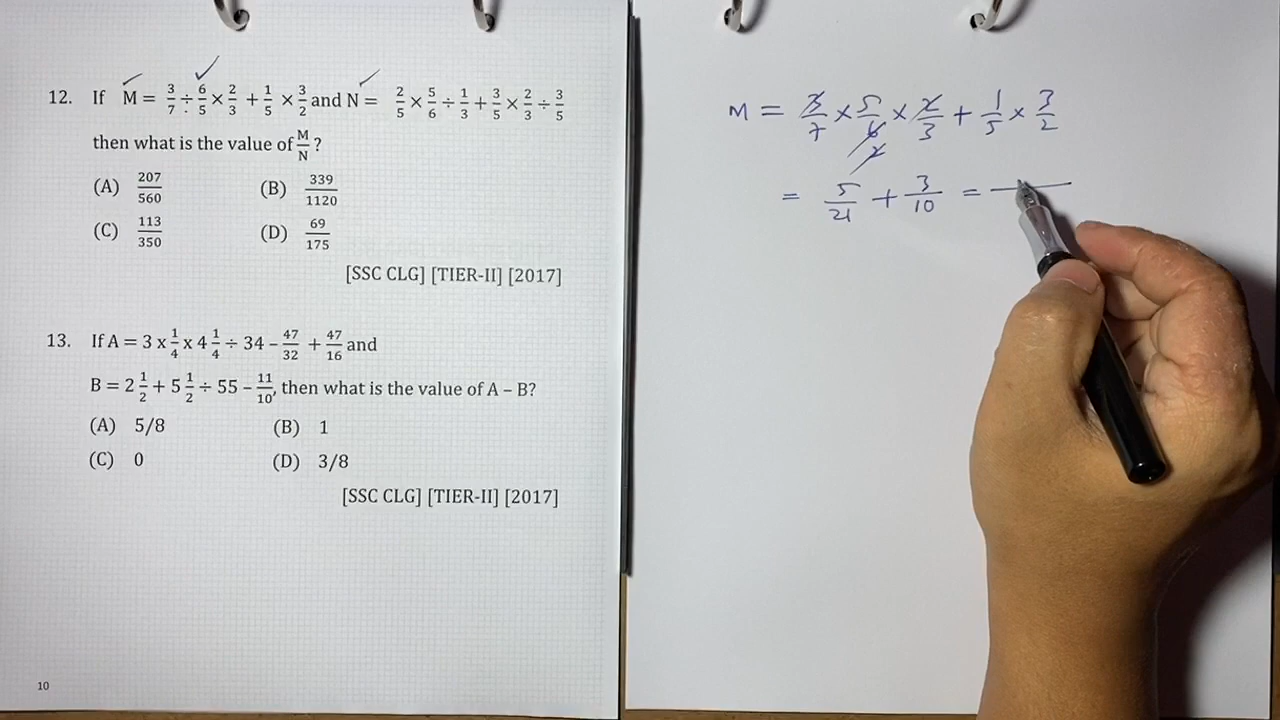 12. If M = 3/7 ÷ 6/5 × 2/3 + 1/5 × 3/2 and N = 2/5 × 5/6 ÷ 1/3 + 3/5 × 2/3 ÷ 3/5
then what is the value of M/N ?
(A) 207/560 (B) 339/1120
(C) 113/350 (D) 69/175
[SSC CLG] [TIER-II] [2017]
13. If A = 3 x 1/4 x 4 1/4 ÷ 34 – 47/32 + 47/16 and
B = 2 1/2 + 5 1/2 ÷ 55 – 11/10, then what is the value of A – B?
(A) 5/8 (B) 1
(C) 0 (D) 3/8
[SSC CLG] [TIER-II] [2017]
10
M = 3/7 × 5/6 × 2/3 + 1/5 × 3/2
2
= 5/21 + 3/10 =